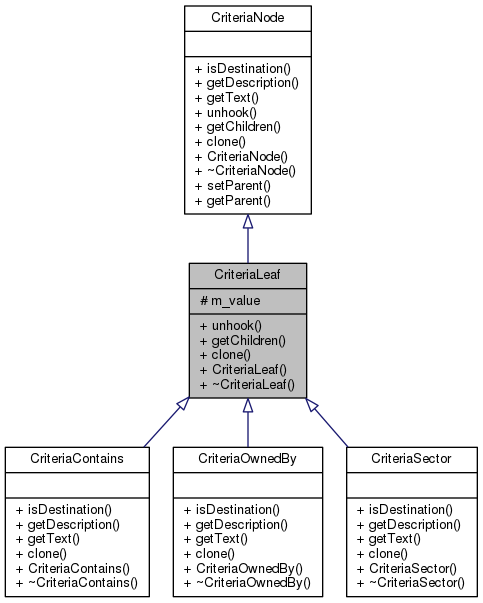 CriteriaNode
+ isDestination()
+ getDescription()
+ getText()
+ unhook()
+ getChildren()
+ clone()
+ CriteriaNode()
+ ~CriteriaNode()
+ setParent()
+ getParent()
CriteriaLeaf
# m_value
+ unhook()
+ getChildren()
+ clone()
+ CriteriaLeaf()
+ ~CriteriaLeaf()
CriteriaContains
+ isDestination()
+ getDescription()
+ getText()
+ clone()
+ CriteriaContains()
+ ~CriteriaContains()
CriteriaOwnedBy
+ isDestination()
+ getDescription()
+ getText()
+ clone()
+ CriteriaOwnedBy()
+ ~CriteriaOwnedBy()
CriteriaSector
+ isDestination()
+ getDescription()
+ getText()
+ clone()
+ CriteriaSector()
+ ~CriteriaSector()